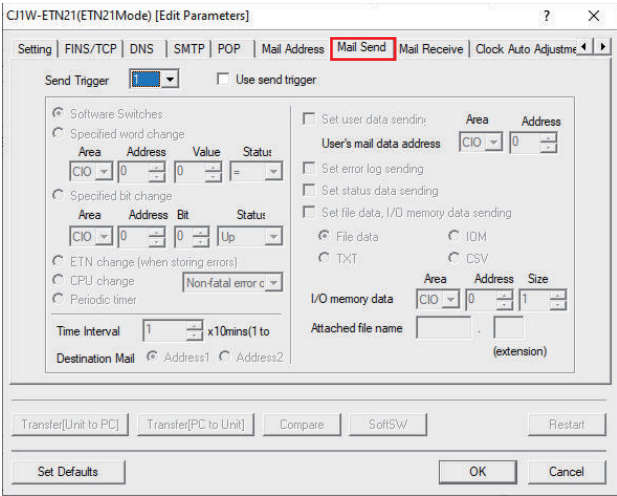 CJ1W-ETN21(ETN21Mode) [Edit Parameters]
?
Setting FINS/TCP DNS SMTP POP Mail Address Mail Send Mail Receive Clock Auto Adjustme
Send Trigger 1 Use send trigger
Software Switches
Specified word change
Area Address Value Status
CIO 0 0 =
Specified bit change
Area Address Bit Status
CIO 0 0 Up
ETN change (when storing errors)
CPU change Non-fatal error c
Periodic timer
Time Interval 1 x10mins(1 to
Destination Mail Address1 Address2
Set user data sending Area Address
User's mail data address CIO 0
Set error log sending
Set status data sending
Set file data, I/O memory data sending
File data IOM
TXT CSV
Area Address Size
I/O memory data CIO 0 1
Attached file name .
(extension)
Transfer[Unit to PC] Transfer[PC to Unit] Compare SoftSW Restart
Set Defaults OK Cancel